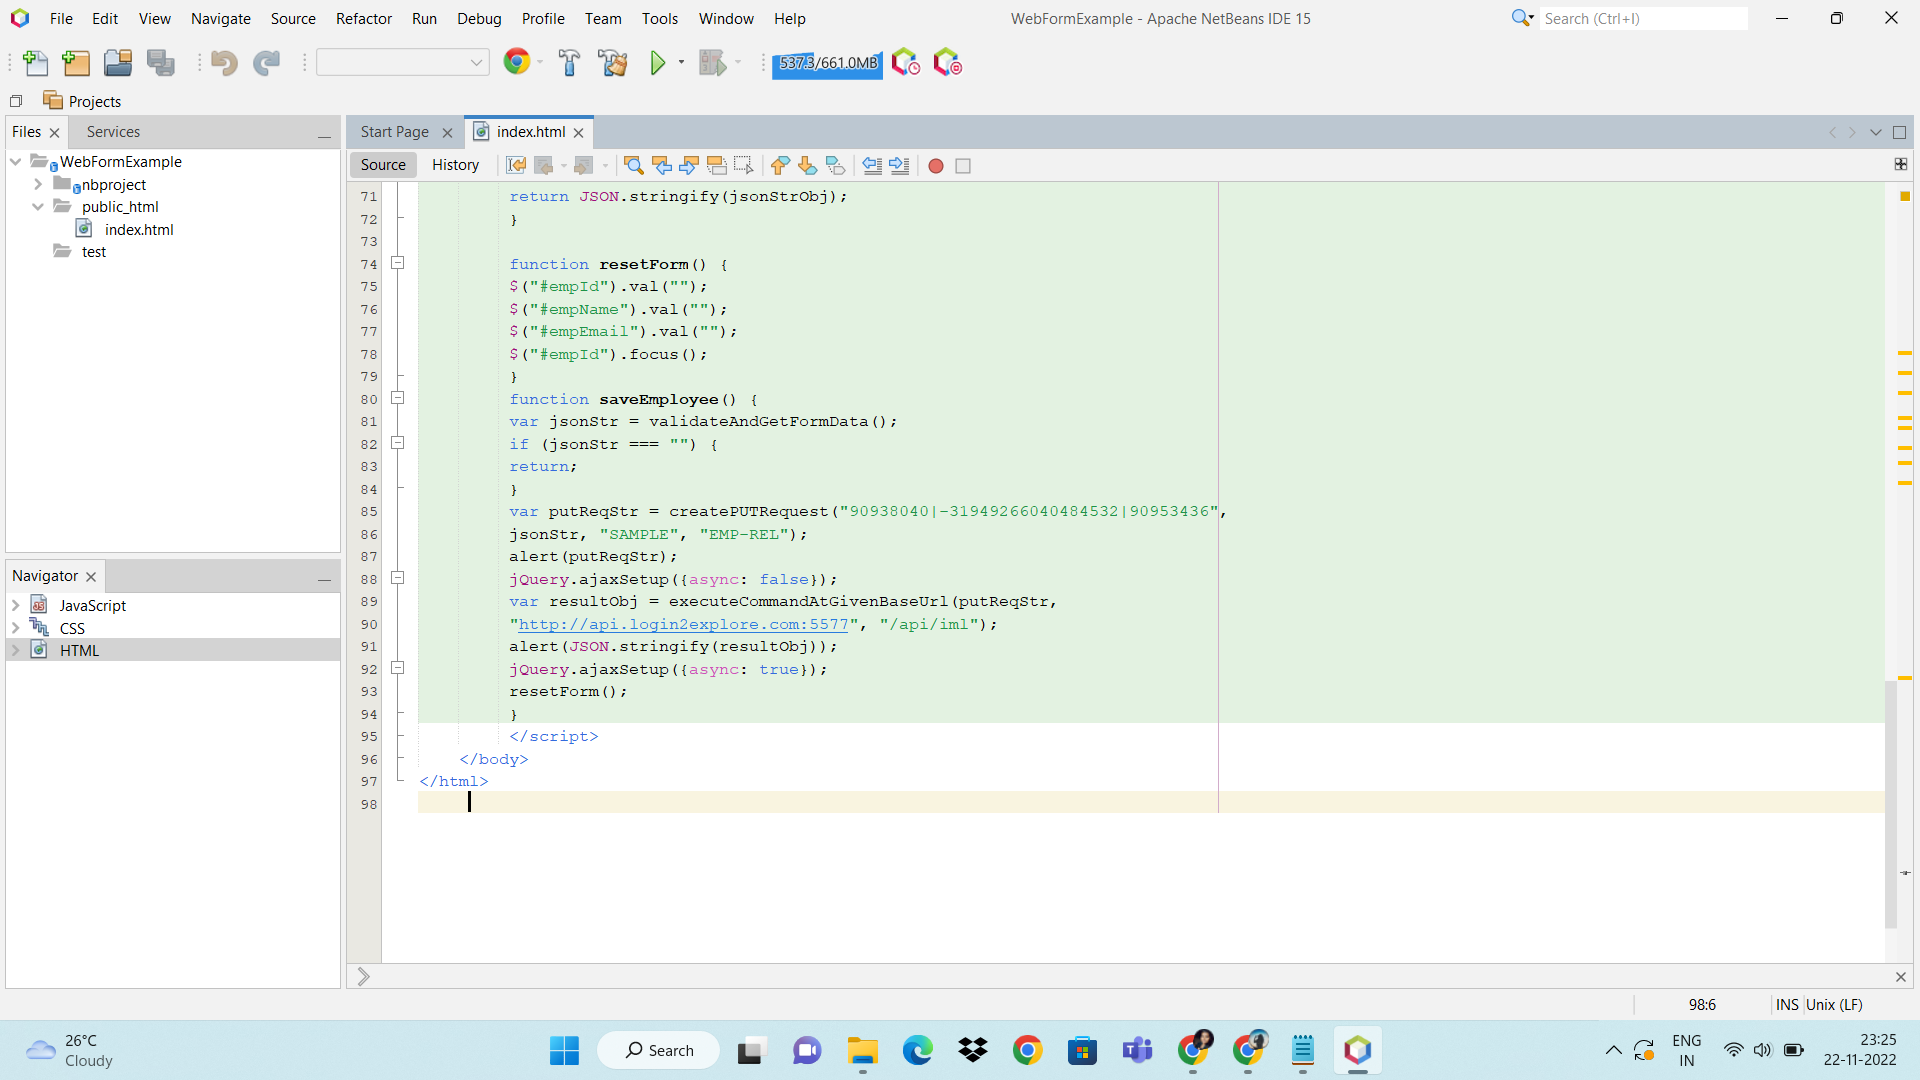 File Edit View Navigate Source Refactor Run Debug Profile Team Tools Window Help
WebFormExample - Apache NetBeans IDE 15
Search (Ctrl+I)
537.3/661.0MB
Projects
Files Services
WebFormExample
nbproject
public_html
index.html
test
Navigator
JavaScript
CSS
HTML
Start Page index.html
Source History
71 return JSON.stringify(jsonStrObj);
72 }
73
74 function resetForm() {
75 $("#empId").val("");
76 $("#empName").val("");
77 $("#empEmail").val("");
78 $("#empId").focus();
79 }
80 function saveEmployee() {
81 var jsonStr = validateAndGetFormData();
82 if (jsonStr === "") {
83 return;
84 }
85 var putReqStr = createPUTRequest("90938040|-31949266040484532|90953436",
86 jsonStr, "SAMPLE", "EMP-REL");
87 alert(putReqStr);
88 jQuery.ajaxSetup({async: false});
89 var resultObj = executeCommandAtGivenBaseUrl(putReqStr,
90 "http://api.login2explore.com:5577", "/api/iml");
91 alert(JSON.stringify(resultObj));
92 jQuery.ajaxSetup({async: true});
93 resetForm();
94 }
95 </script>
96 </body>
97 </html>
98
98:6 INS Unix (LF)
26°C
Cloudy
Search
ENG
IN
23:25
22-11-2022